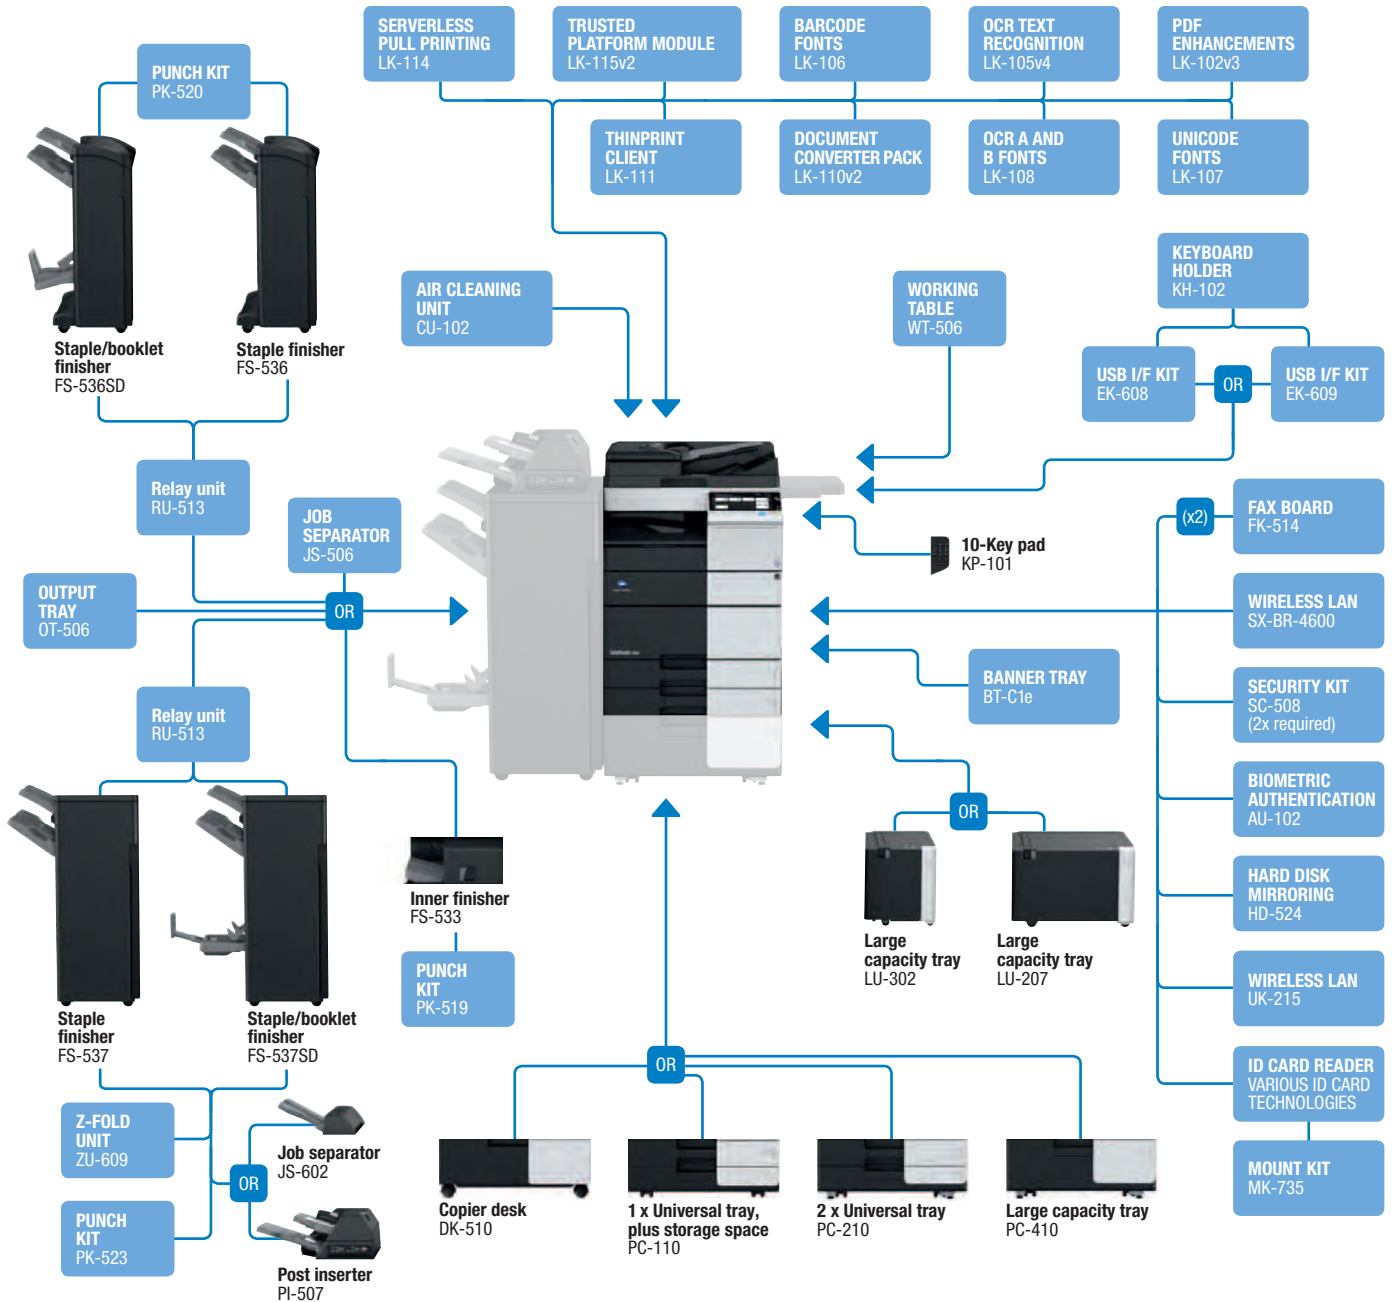 SERVERLESS
PULL PRINTING
LK-114
TRUSTED
PLATFORM MODULE
LK-115v2
BARCODE
FONTS
LK-106
OCR TEXT
RECOGNITION
LK-105v4
PDF
ENHANCEMENTS
LK-102v3
PUNCH KIT
PK-520
THINPRINT
CLIENT
LK-111
DOCUMENT
CONVERTER PACK
LK-110v2
OCR A AND
B FONTS
LK-108
UNICODE
FONTS
LK-107
Staple/booklet
finisher
FS-536SD
Staple finisher
FS-536
AIR CLEANING
UNIT
CU-102
WORKING
TABLE
WT-506
KEYBOARD
HOLDER
KH-102
USB I/F KIT
EK-608
OR
USB I/F KIT
EK-609
Relay unit
RU-513
JOB
SEPARATOR
JS-506
OUTPUT
TRAY
OT-506
OR
10-Key pad
KP-101
(x2)
FAX BOARD
FK-514
WIRELESS LAN
SX-BR-4600
BANNER TRAY
BT-C1e
SECURITY KIT
SC-508
(2x required)
BIOMETRIC
AUTHENTICATION
AU-102
HARD DISK
MIRRORING
HD-524
WIRELESS LAN
UK-215
ID CARD READER
VARIOUS ID CARD
TECHNOLOGIES
MOUNT KIT
MK-735
Relay unit
RU-513
Inner finisher
FS-533
PUNCH
KIT
PK-519
OR
Large
capacity tray
LU-302
Large
capacity tray
LU-207
Staple
finisher
FS-537
Staple/booklet
finisher
FS-537SD
Z-FOLD
UNIT
ZU-609
PUNCH
KIT
PK-523
OR
Job separator
JS-602
Post inserter
PI-507
OR
Copier desk
DK-510
1 x Universal tray,
plus storage space
PC-110
2 x Universal tray
PC-210
Large capacity tray
PC-410